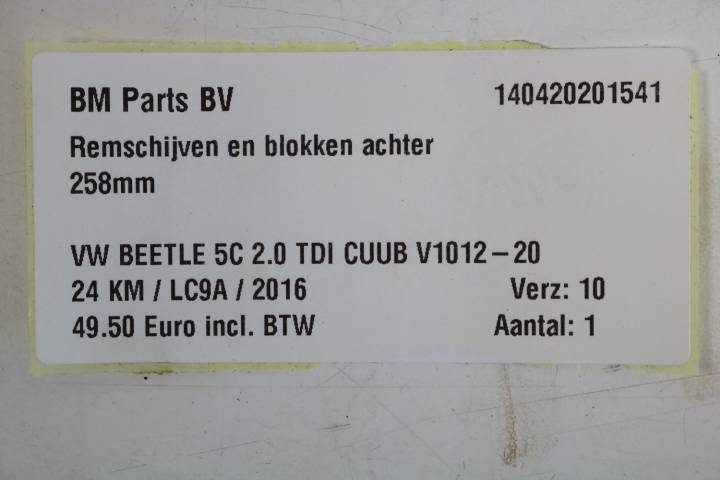 BM Parts BV 140420201541
Remschijven en blokken achter
258mm
VW BEETLE 5C 2.0 TDI CUUB V1012-20
24 KM / LC9A / 2016 Verz: 10
49.50 Euro incl. BTW Aantal: 1